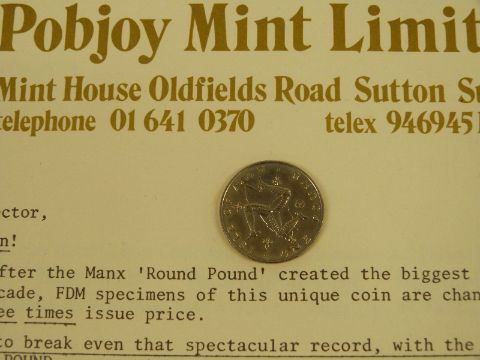 Pobjoy Mint Limit
Mint House Oldfields Road Sutton Su
telephone 01 641 0370 telex 946945
ector,
n!
fter the Manx 'Round Pound' created the biggest
cade, FDM specimens of this unique coin are chan
ee times issue price.
to break even that spectacular record, with the
POUND